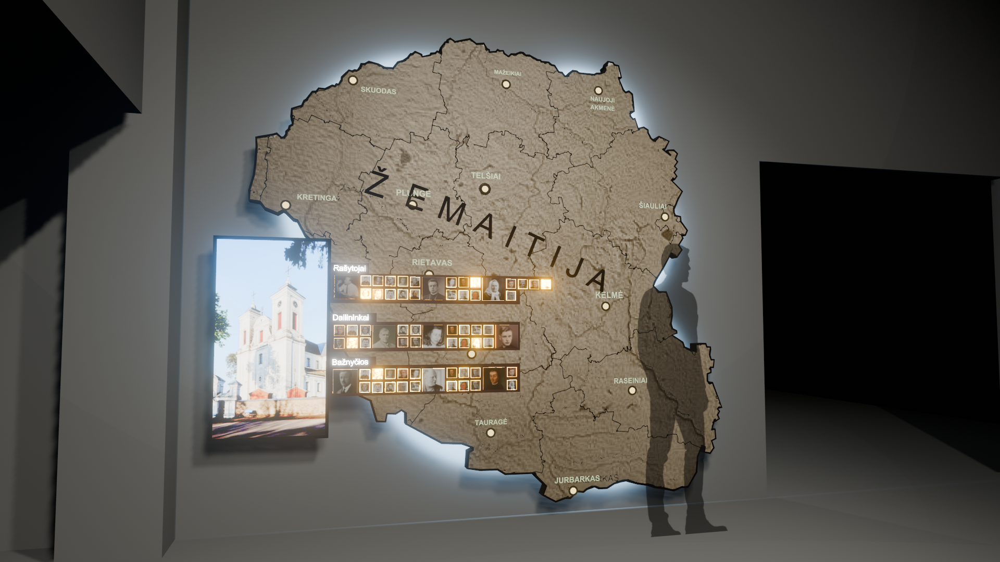 MAŽEIKIAI
SKUODAS
NAUJOJI
AKMENĖ
TELŠIAI
PLUNGĖ
KRETINGA
ŠIAULIAI
ŽEMAITIJA
RIETAVAS
Rašytojai
KELMĖ
Dailininkai
Bažnyčios
RASEINIAI
TAURAGĖ
JURBARKAS